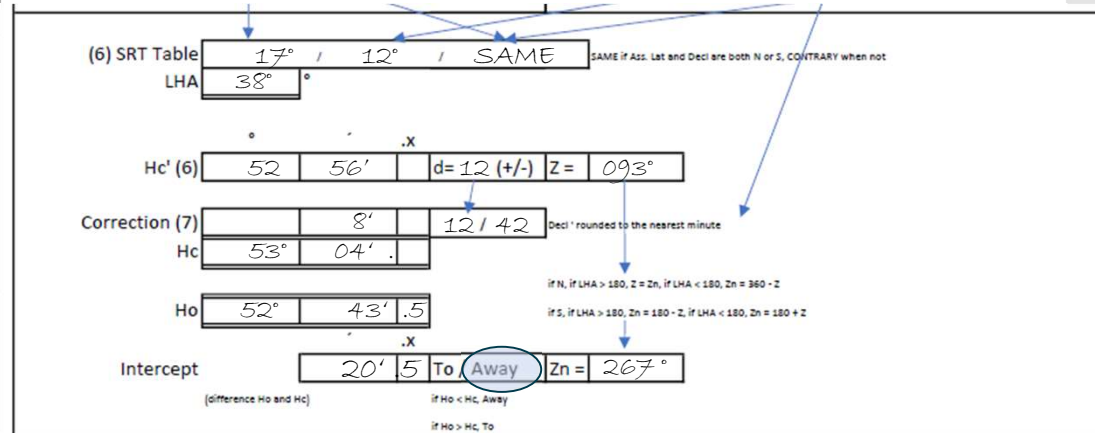 (6) SRT Table 17° / 12° / SAME SAME if Ass. Lat and Decl are both N or S, CONTRARY when not
LHA 38° °
° ´ .X
Hc' (6) 52 56' d= 12 (+/-) Z = 093°
Correction (7) 8' 12 / 42 Decl ' rounded to the nearest minute
Hc 53° 04' .
if N, if LHA > 180, Z = Zn, if LHA < 180, Zn = 360 - Z
Ho 52° 43' .5 if S, if LHA > 180, Zn = 180 - Z, if LHA < 180, Zn = 180 + Z
´ .X
Intercept 20' .5 To / Away Zn = 267°
(difference Ho and Hc) if Ho < Hc, Away
if Ho > Hc, To